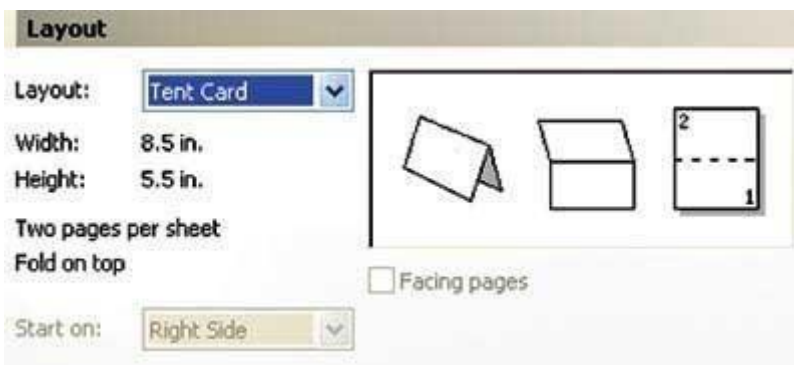 Layout
Layout: Tent Card
Width: 8.5 in.
Height: 5.5 in.
Two pages per sheet
Fold on top
Start on: Right Side
2
1
Facing pages